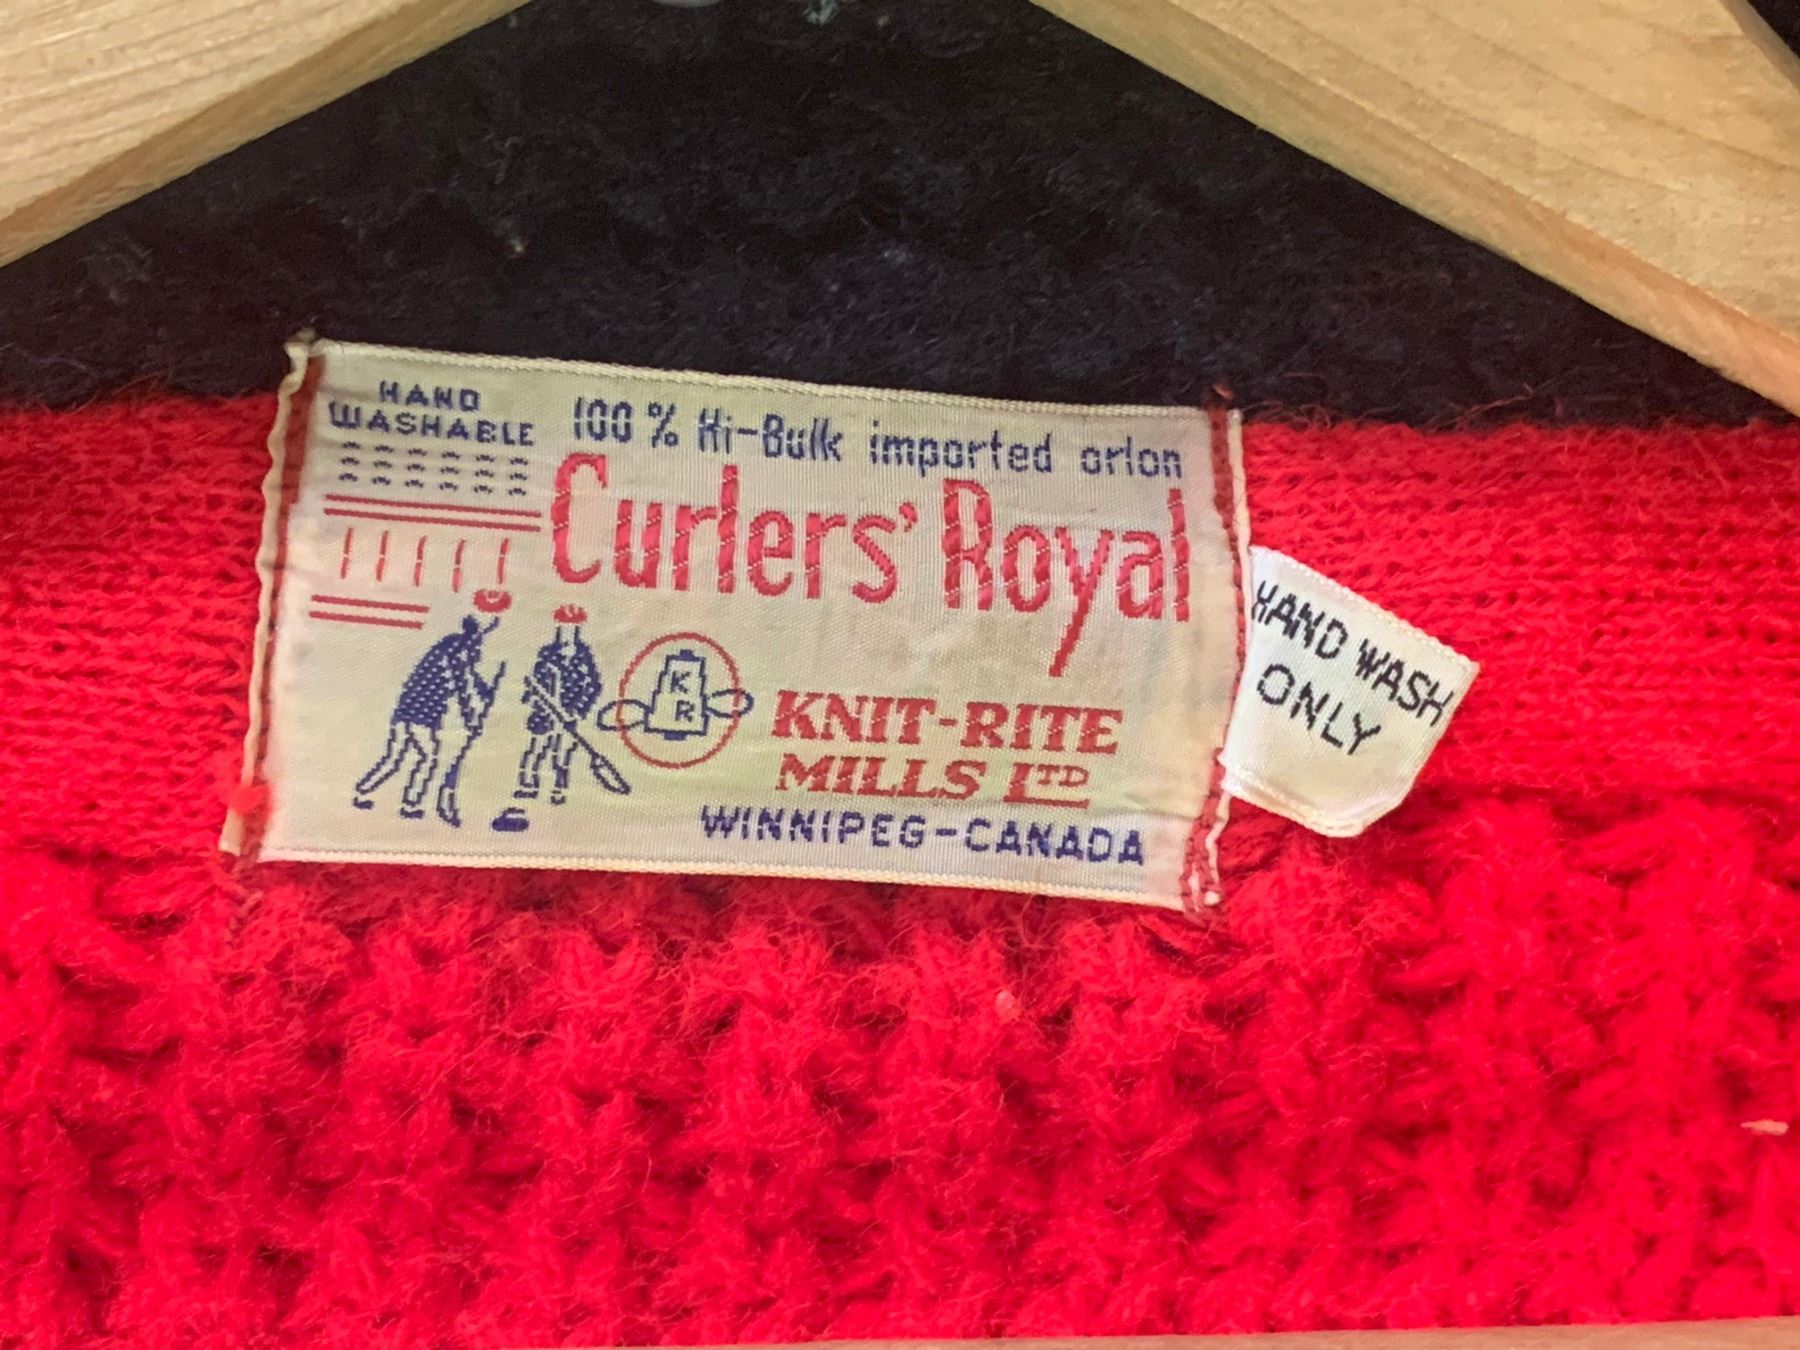 HAND
WASHABLE
100% Hi-Bulk imported orlon
Curlers' Royal
K
R
KNIT-RITE
MILLS LTD
WINNIPEG-CANADA
HAND WASH
ONLY